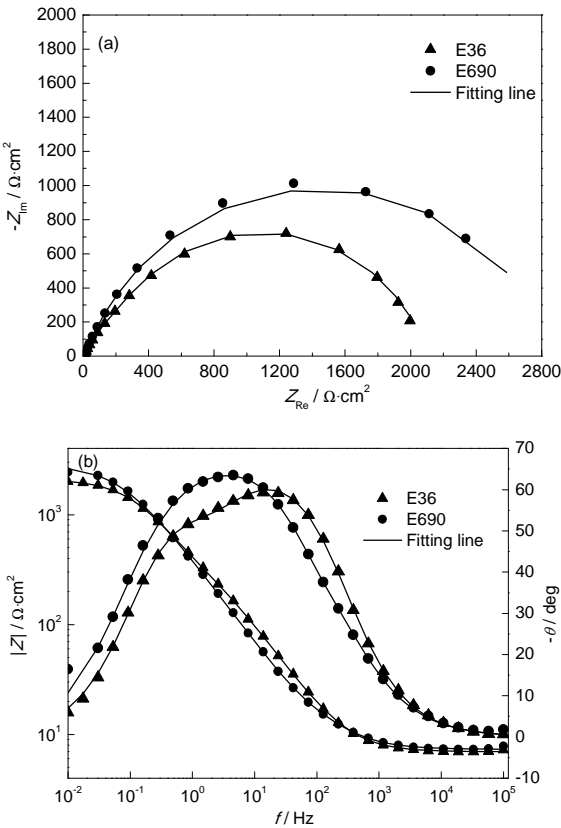 (a)
E36
E690
Fitting line
2000
1800
1600
1400
1200
1000
800
600
400
200
0
-Z_Im / Ω·cm²
0 400 800 1200 1600 2000 2400 2800
Z_Re / Ω·cm²
(b)
E36
E690
Fitting line
10³
10²
10¹
|Z| / Ω·cm²
70
60
50
40
30
20
10
0
-10
-θ / deg
10⁻² 10⁻¹ 10⁰ 10¹ 10² 10³ 10⁴ 10⁵
f / Hz